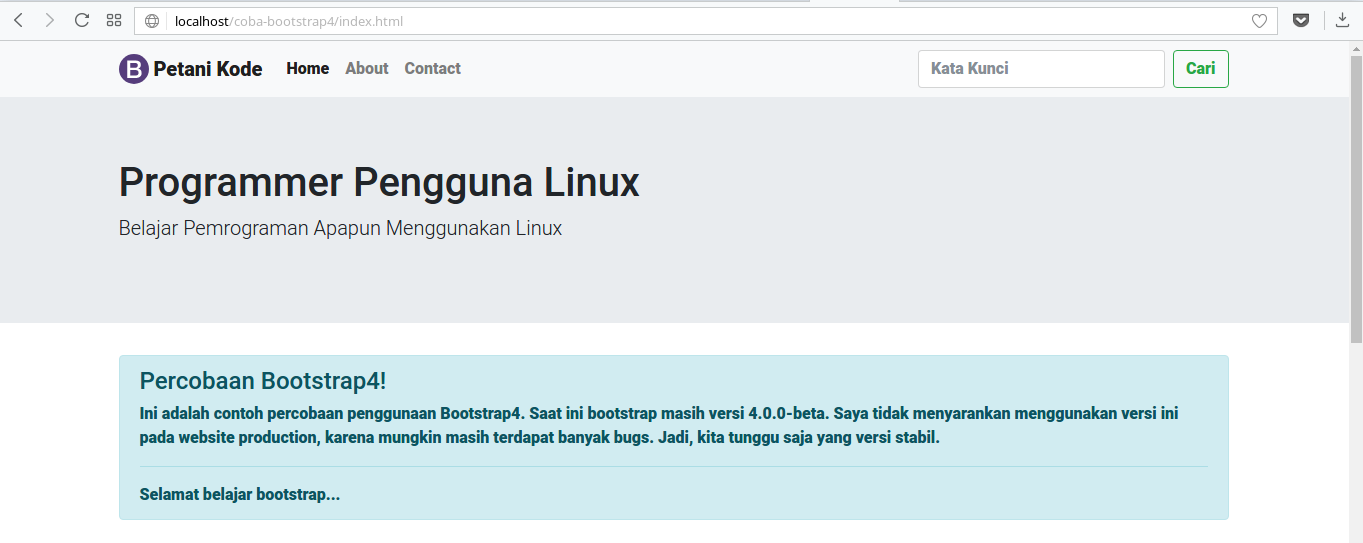 localhost/coba-bootstrap4/index.html
B Petani Kode Home About Contact Kata Kunci Cari
Programmer Pengguna Linux
Belajar Pemrograman Apapun Menggunakan Linux
Percobaan Bootstrap4!
Ini adalah contoh percobaan penggunaan Bootstrap4. Saat ini bootstrap masih versi 4.0.0-beta. Saya tidak menyarankan menggunakan versi ini
pada website production, karena mungkin masih terdapat banyak bugs. Jadi, kita tunggu saja yang versi stabil.
Selamat belajar bootstrap...